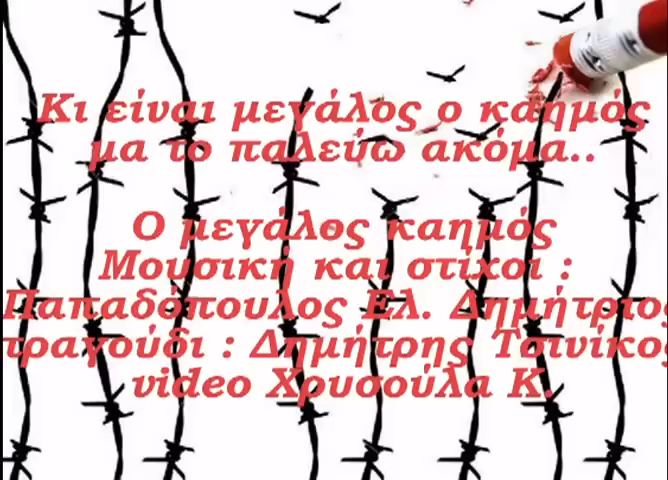 Κι είναι μεγάλος ο καημός
μα το παλεύω ακόμα..
Ο μεγάλος καημός
Μουσική και στίχοι :
Παπαδόπουλος Ελ. Δημήτριος
τραγούδι : Δημήτρης Τσινίκος
video Χρυσούλα Κ.